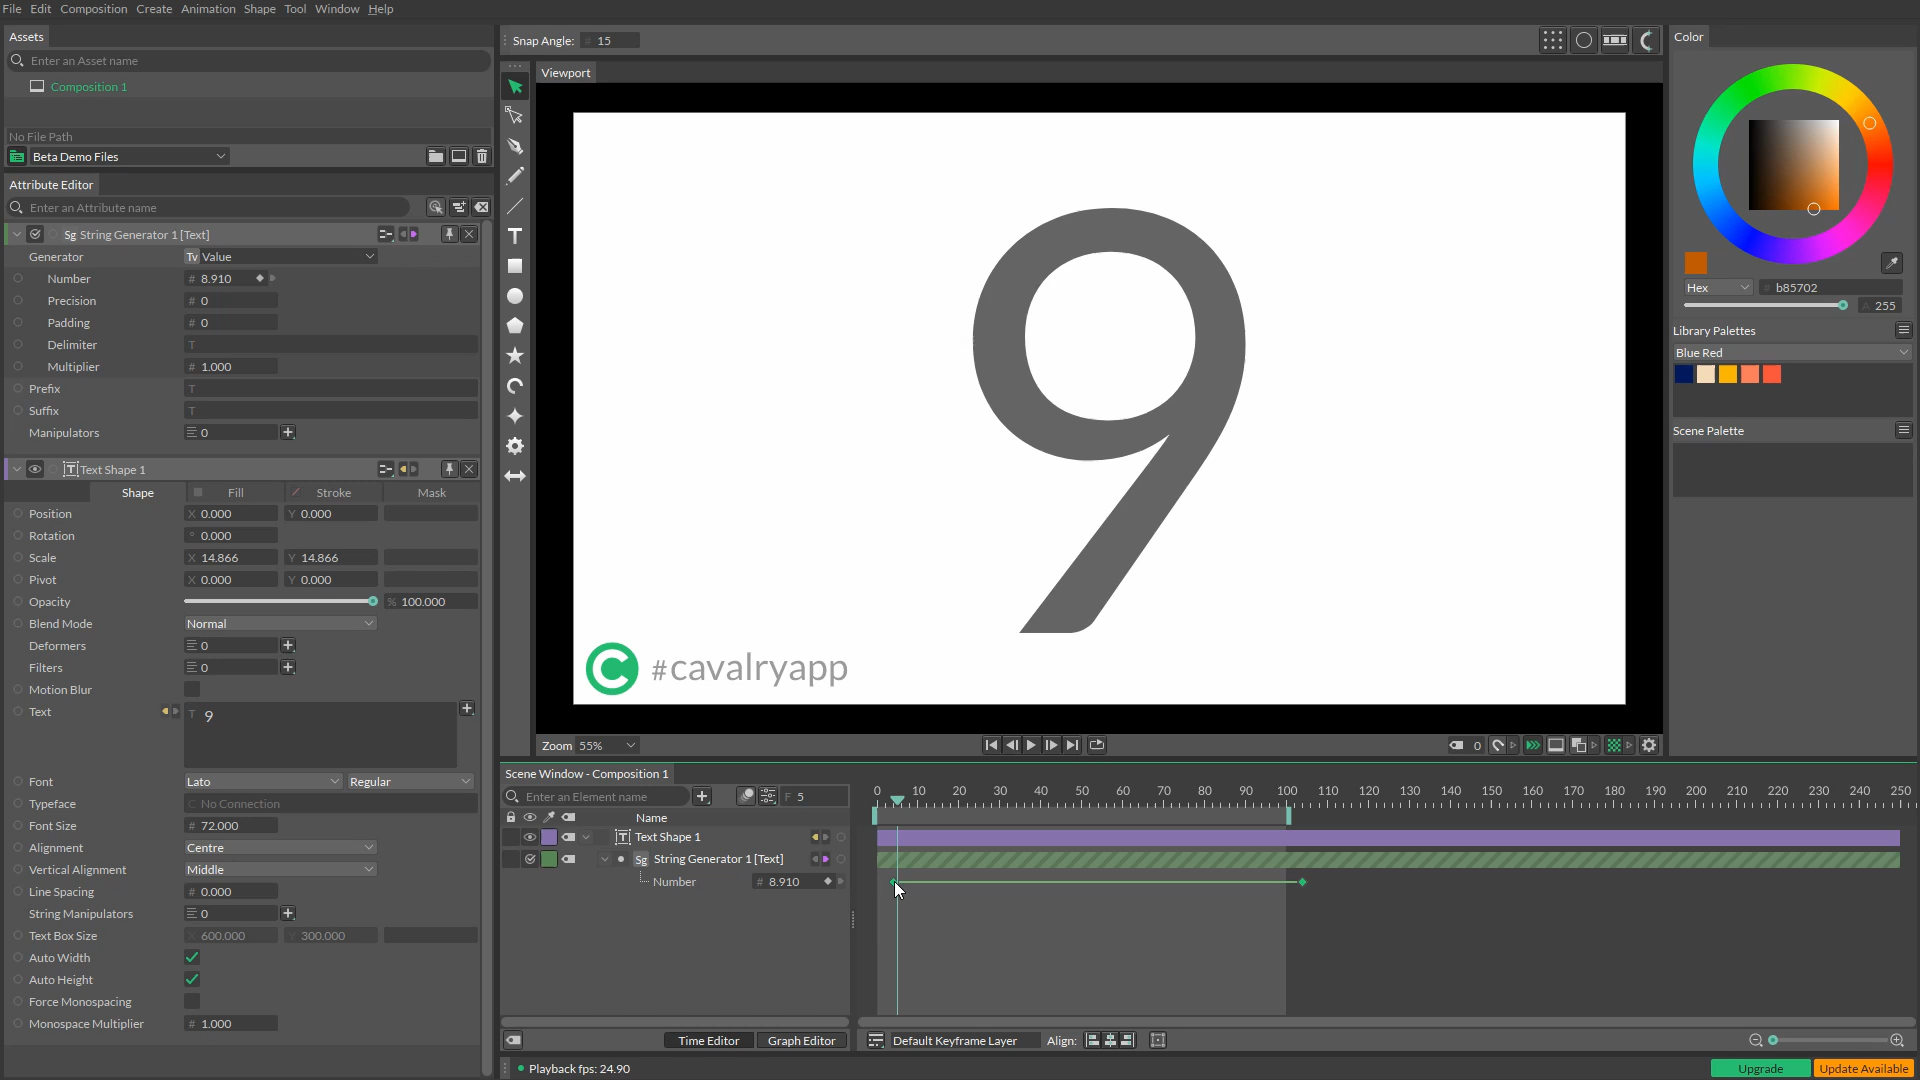 File Edit Composition Create Animation Shape Tool Window Help
Assets
Enter an Asset name
Composition 1
No File Path
Beta Demo Files
Attribute Editor
Enter an Attribute name
Sg String Generator 1 [Text]
Generator Tv Value
Number # 8.910
Precision # 0
Padding # 0
Delimiter T
Multiplier # 1.000
Prefix T
Suffix T
Manipulators 0
T Text Shape 1
Shape Fill Stroke Mask
Position X 0.000 Y 0.000
Rotation ° 0.000
Scale X 14.866 Y 14.866
Pivot X 0.000 Y 0.000
Opacity % 100.000
Blend Mode Normal
Deformers 0
Filters 0
Motion Blur
Text T 9
Font Lato Regular
Typeface C No Connection
Font Size # 72.000
Alignment Centre
Vertical Alignment Middle
Line Spacing # 0.000
String Manipulators 0
Text Box Size 600.000 300.000
Auto Width
Auto Height
Force Monospacing
Monospace Multiplier # 1.000
Snap Angle: # 15
Viewport
T
9
#cavalryapp
Zoom 55%
0
Scene Window - Composition 1
Enter an Element name F 5
0 10 20 30 40 50 60 70 80 90 100 110 120 130 140 150 160 170 180 190 200 210 220 230 240 250
Name
T Text Shape 1
Sg String Generator 1 [Text]
Number # 8.910
Time Editor Graph Editor
Default Keyframe Layer Align:
Playback fps: 24.90
Upgrade Update Available
Color
Hex # b85702
A 255
Library Palettes
Blue Red
Scene Palette